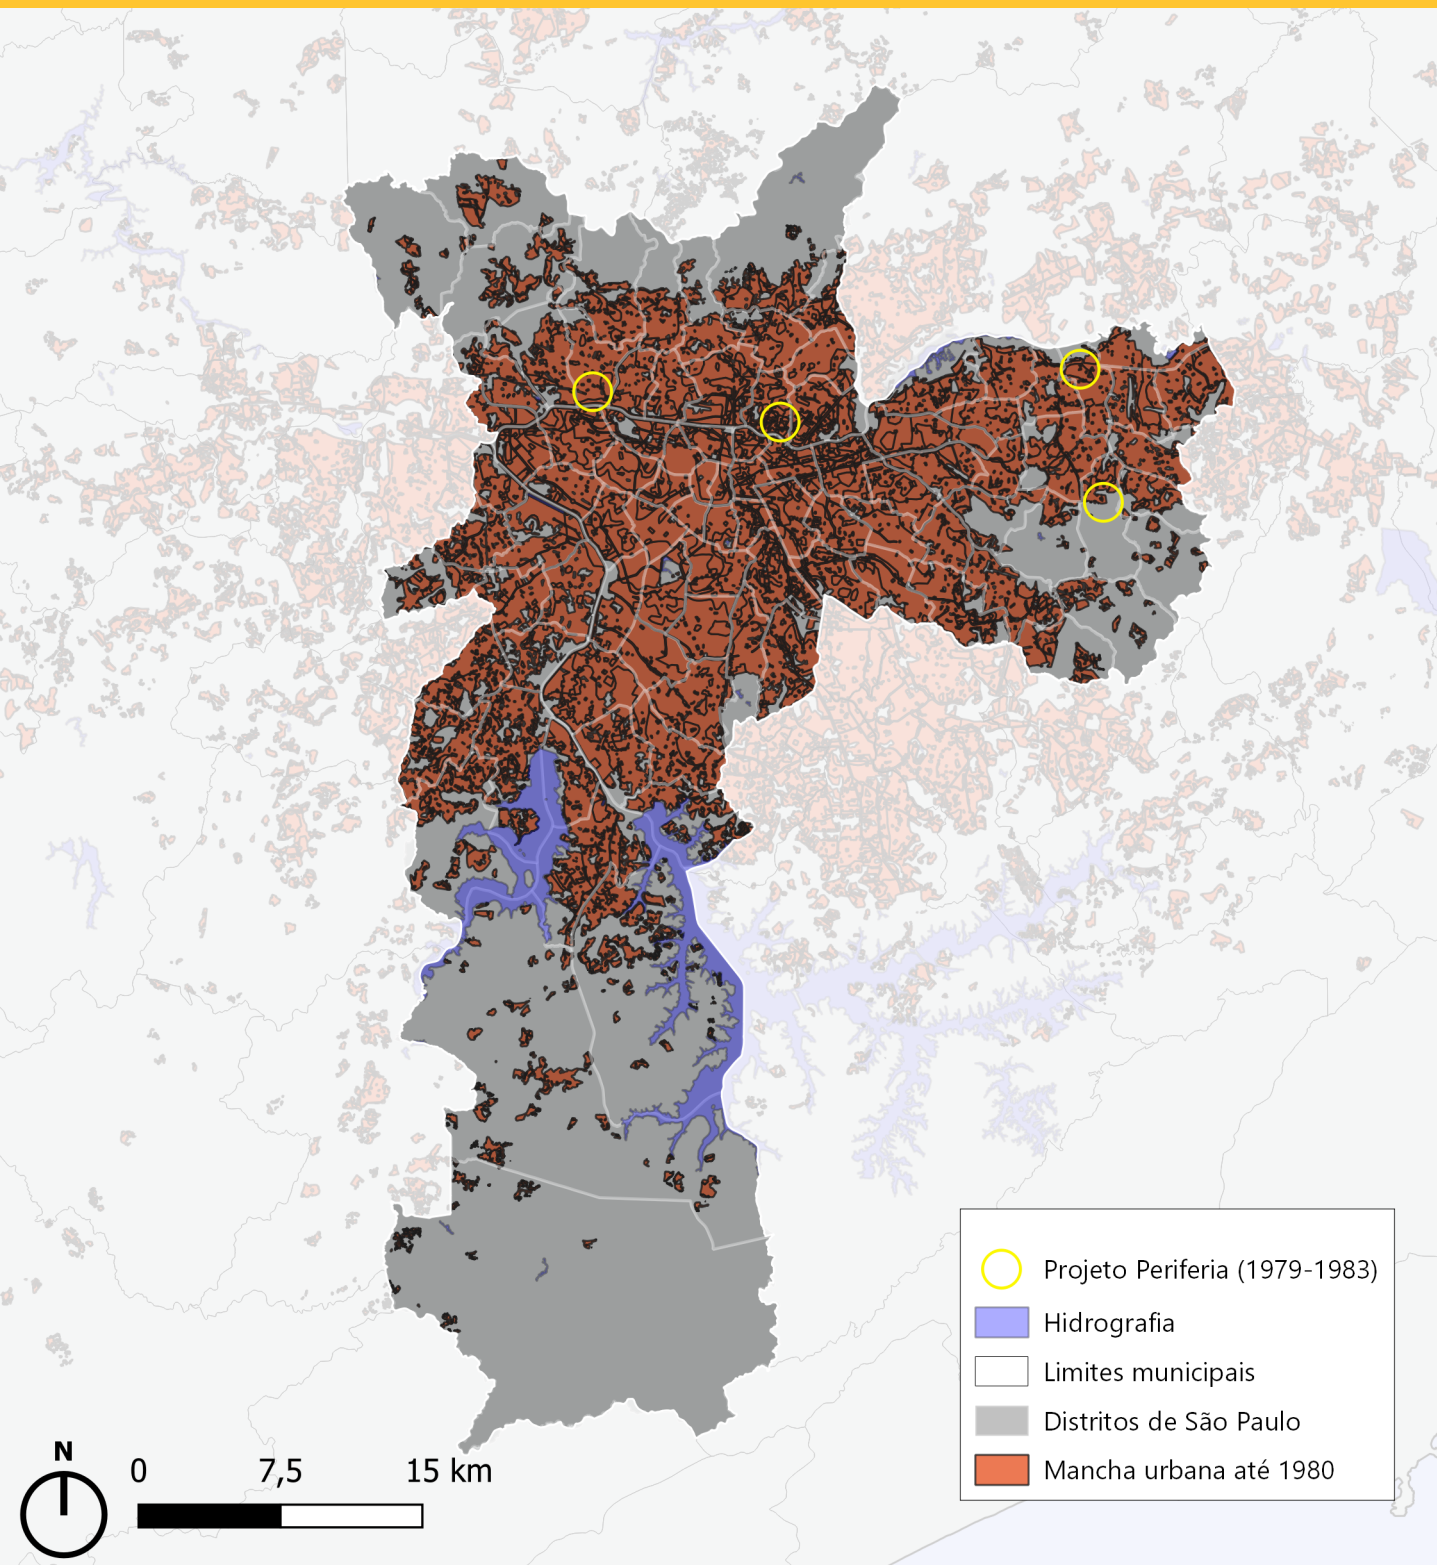 Projeto Periferia (1979-1983)
Hidrografia
Limites municipais
Distritos de São Paulo
Mancha urbana até 1980
N
0 7,5 15 km